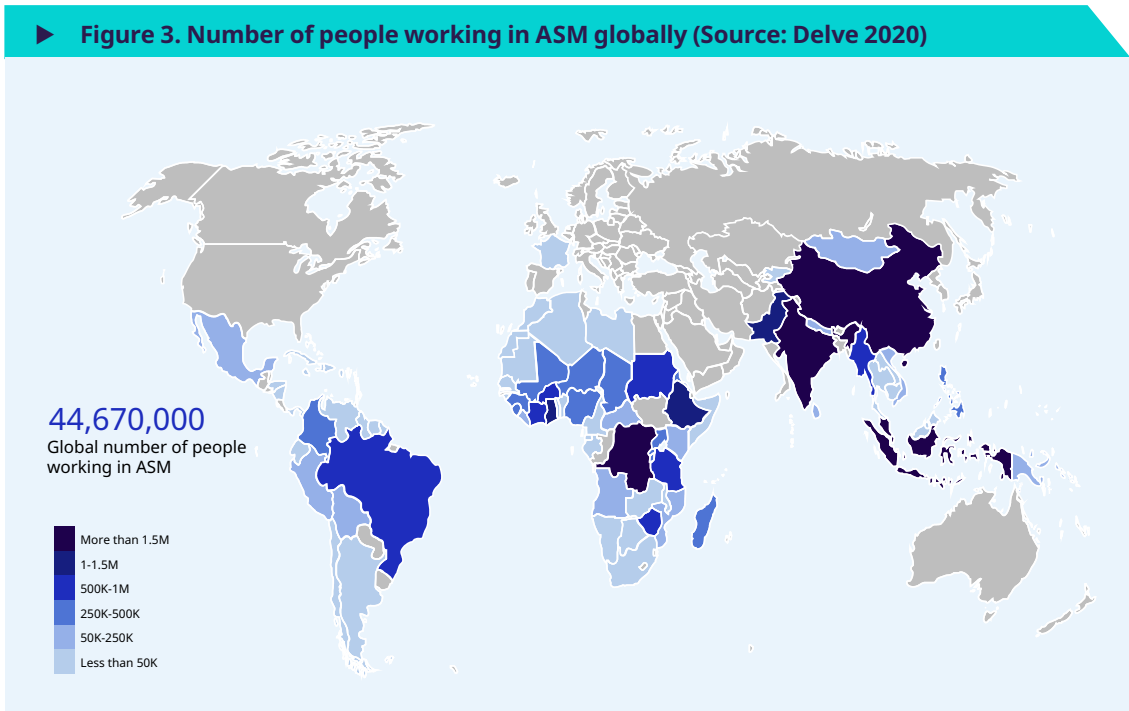 Figure 3. Number of people working in ASM globally (Source: Delve 2020)
44,670,000
Global number of people
working in ASM
More than 1.5M
1-1.5M
500K-1M
250K-500K
50K-250K
Less than 50K